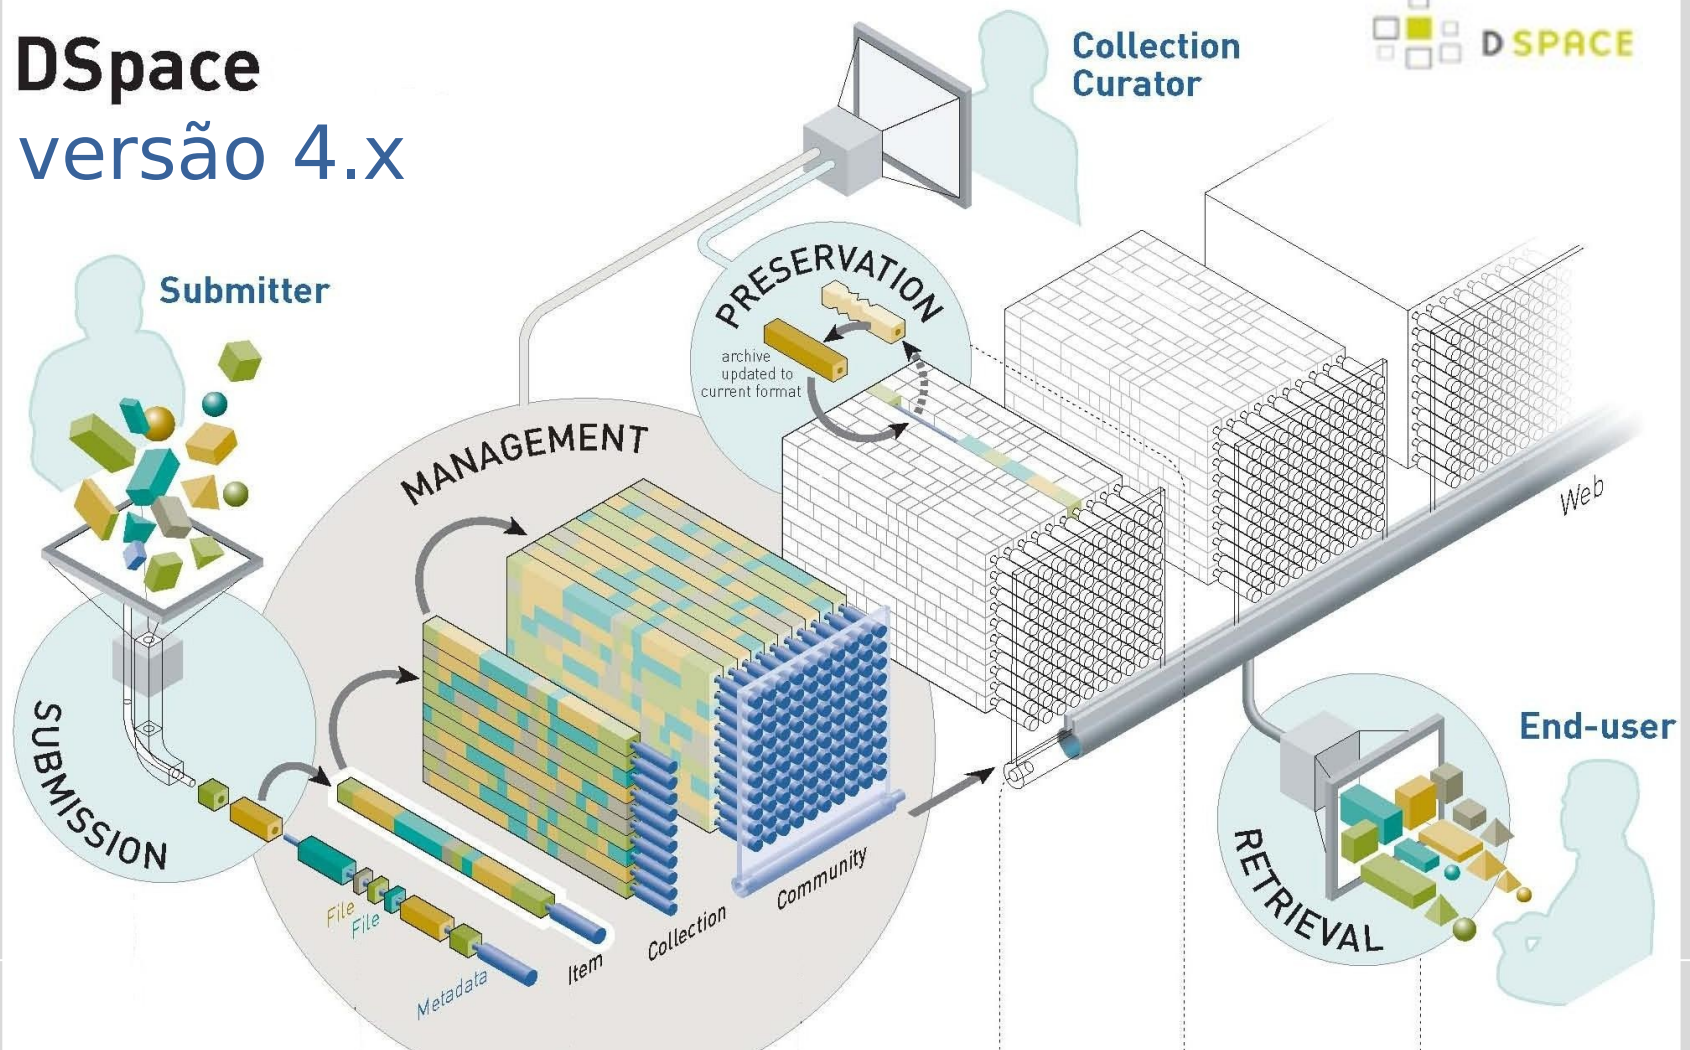 DSpace
versão 4.x
Collection
Curator
D SPACE
Submitter
PRESERVATION
archive
updated to
current format
MANAGEMENT
Web
SUBMISSION
End-user
RETRIEVAL
File
File
Metadata
Item
Collection
Community